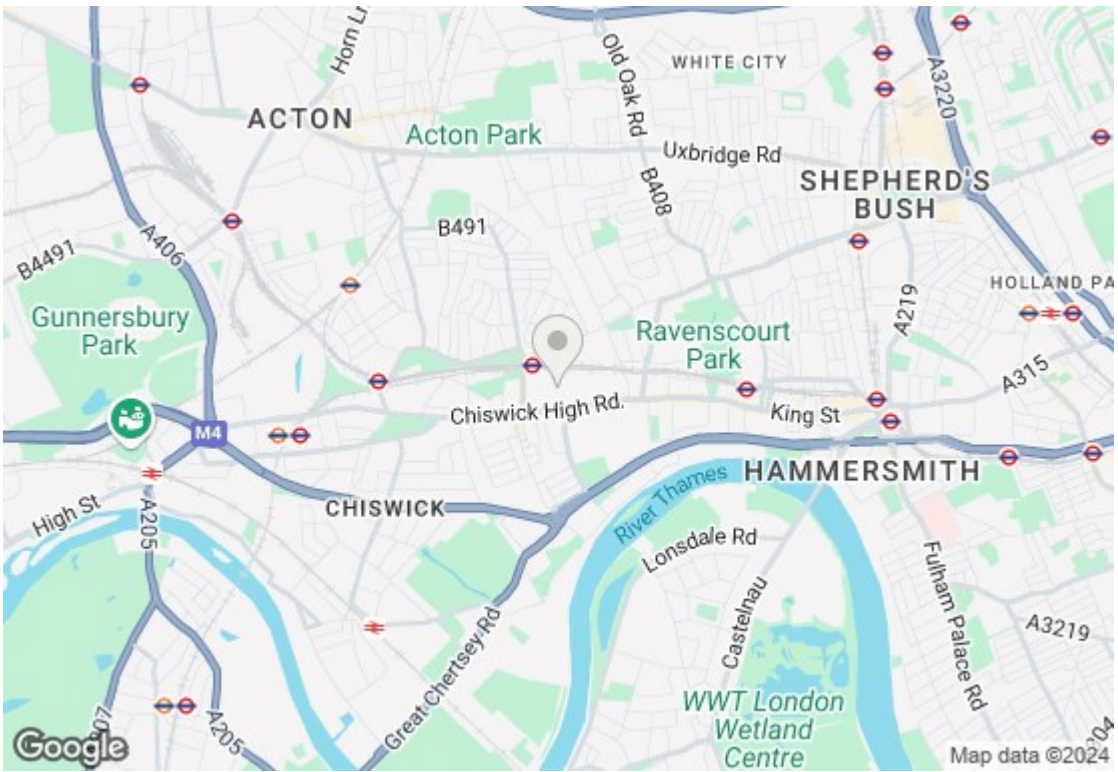 Horn Ln
Old Oak Rd
WHITE CITY
A3220
ACTON
Acton Park
Uxbridge Rd
SHEPHERD'S
BUSH
B408
B491
A406
B4491
Gunnersbury
Park
HOLLAND PA
A219
Ravenscourt
Park
A315
Chiswick High Rd.
King St
M4
HAMMERSMITH
River Thames
CHISWICK
High St
A205
Lonsdale Rd
Castelnau
Fulham Palace Rd
A3219
Great Chertsey Rd
WWT London
Wetland
Centre
A205
Google
Map data ©2024